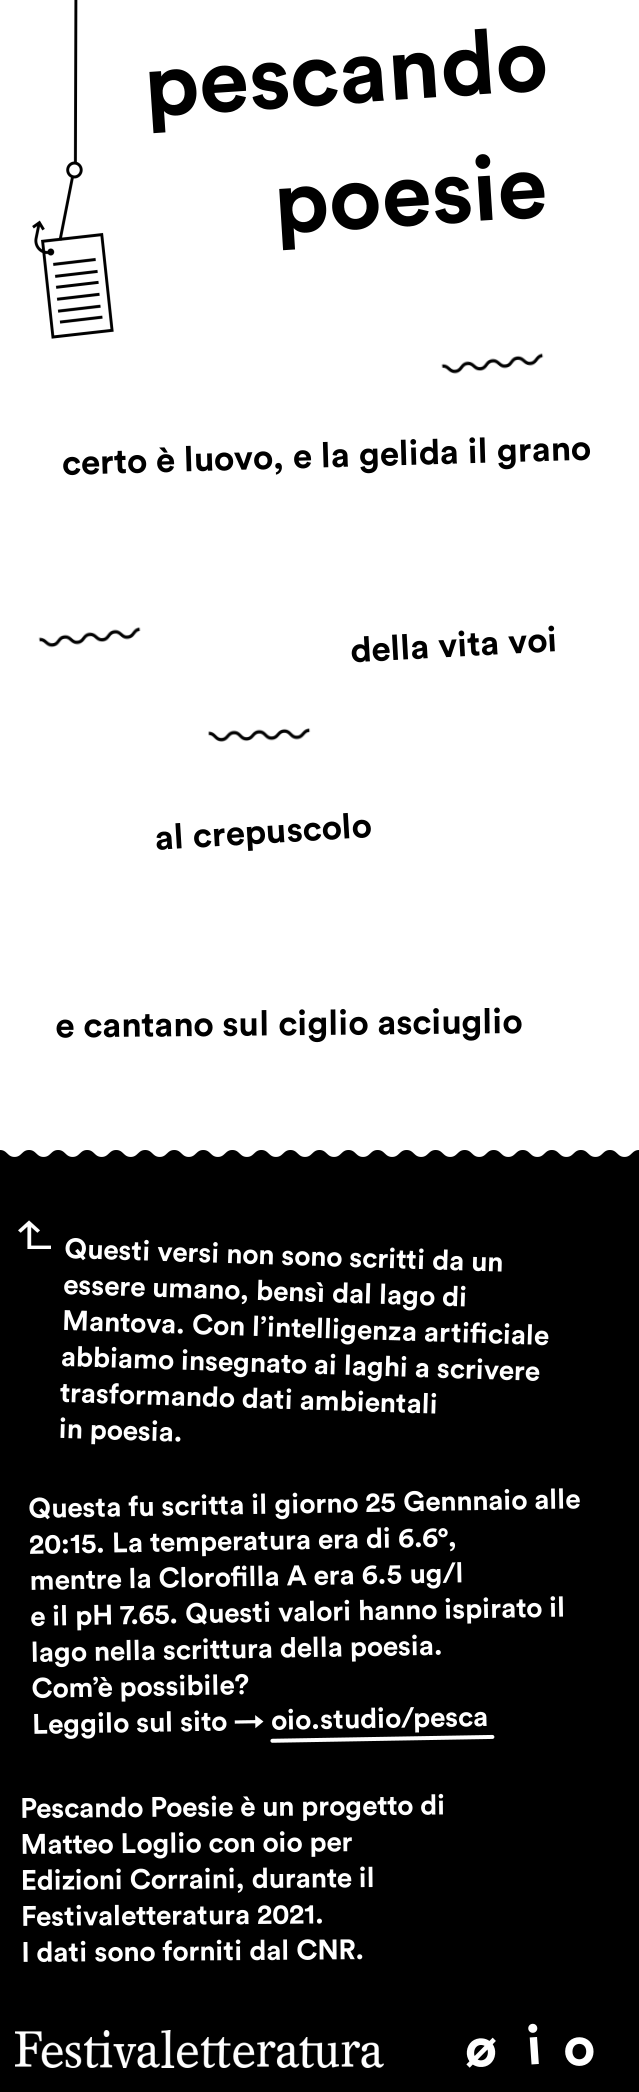 pescando
poesie
certo è luovo, e la gelida il grano
della vita voi
al crepuscolo
e cantano sul ciglio asciuglio
Questi versi non sono scritti da un
essere umano, bensì dal lago di
Mantova. Con l’intelligenza artificiale
abbiamo insegnato ai laghi a scrivere
trasformando dati ambientali
in poesia.
Questa fu scritta il giorno 25 Gennnaio alle
20:15. La temperatura era di 6.6°,
mentre la Clorofilla A era 6.5 ug/l
e il pH 7.65. Questi valori hanno ispirato il
lago nella scrittura della poesia.
Com’è possibile?
Leggilo sul sito → oio.studio/pesca
Pescando Poesie è un progetto di
Matteo Loglio con oio per
Edizioni Corraini, durante il
Festivaletteratura 2021.
I dati sono forniti dal CNR.
Festivaletteratura ø i o